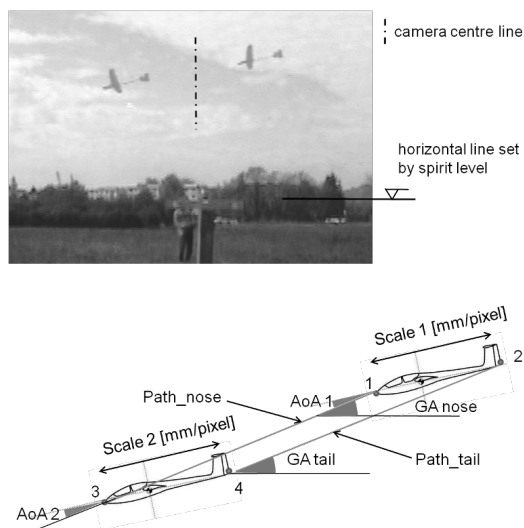 camera centre line
horizontal line set
by spirit level
Scale 1 [mm/pixel]
2
Path_nose
AoA 1
1
GA nose
Scale 2 [mm/pixel]
GA tail
Path_tail
3
4
AoA 2